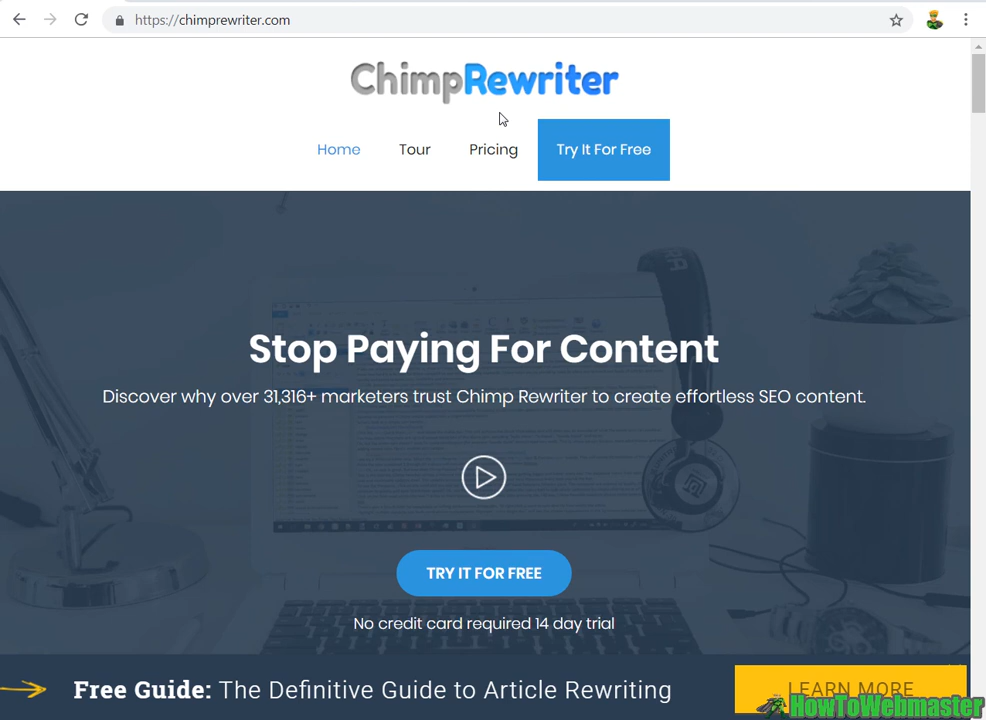 https://chimprewriter.com
ChimpRewriter
Home Tour Pricing Try It For Free
Stop Paying For Content
Discover why over 31,316+ marketers trust Chimp Rewriter to create effortless SEO content.
TRY IT FOR FREE
No credit card required 14 day trial
Free Guide: The Definitive Guide to Article Rewriting
LEARN MORE
HowToWebmaster